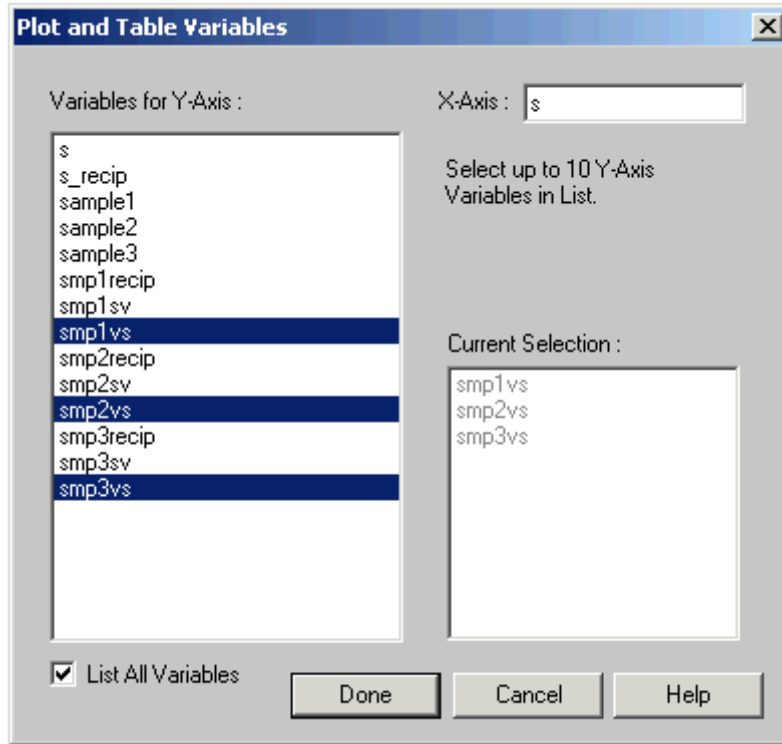 Plot and Table Variables
Variables for Y-Axis :
s
s_recip
sample1
sample2
sample3
smp1recip
smp1sv
smp1vs
smp2recip
smp2sv
smp2vs
smp3recip
smp3sv
smp3vs
List All Variables
X-Axis :
s
Select up to 10 Y-Axis
Variables in List.
Current Selection :
smp1vs
smp2vs
smp3vs
Done
Cancel
Help